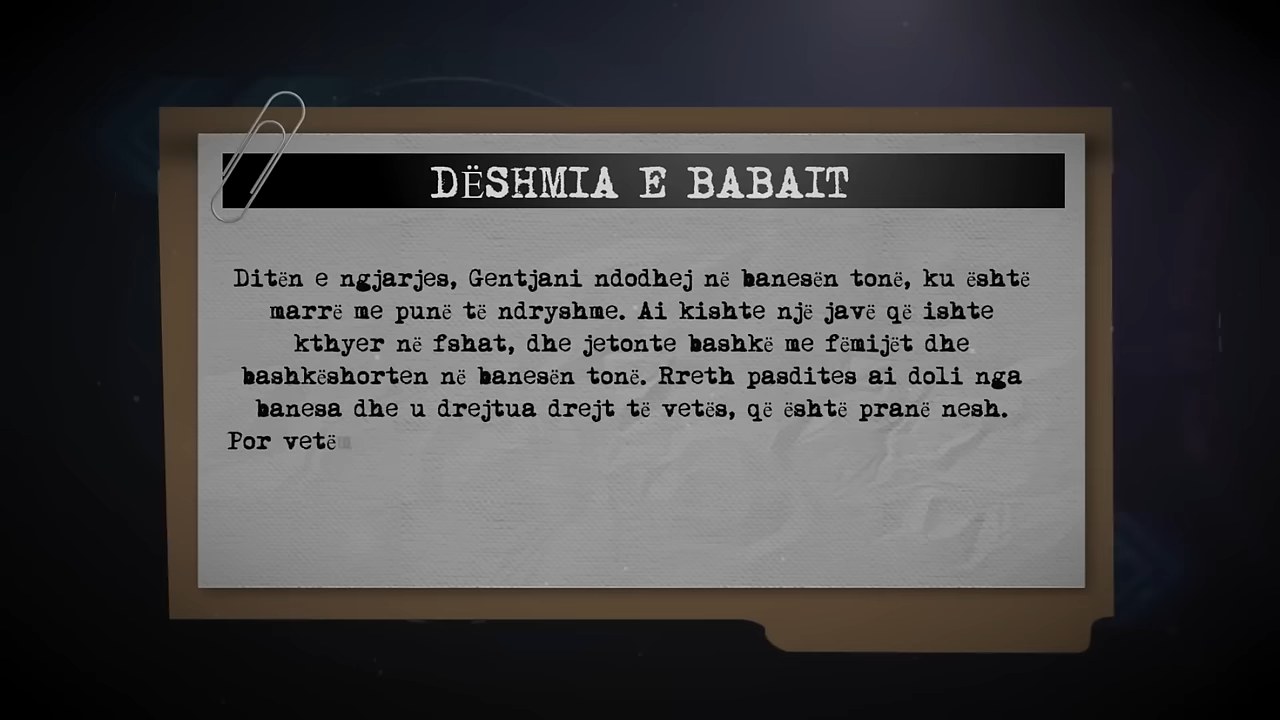 DËSHMIA E BABAIT
Ditën e ngjarjes, Gentjani ndodhej në banesën tonë, ku është
marrë me punë të ndryshme. Ai kishte një javë që ishte
kthyer në fshat, dhe jetonte bashkë me fëmijët dhe
bashkëshorten në banesën tonë. Rreth pasdites ai doli nga
banesa dhe u drejtua drejt të vetës, që është pranë nesh.
Por vetë